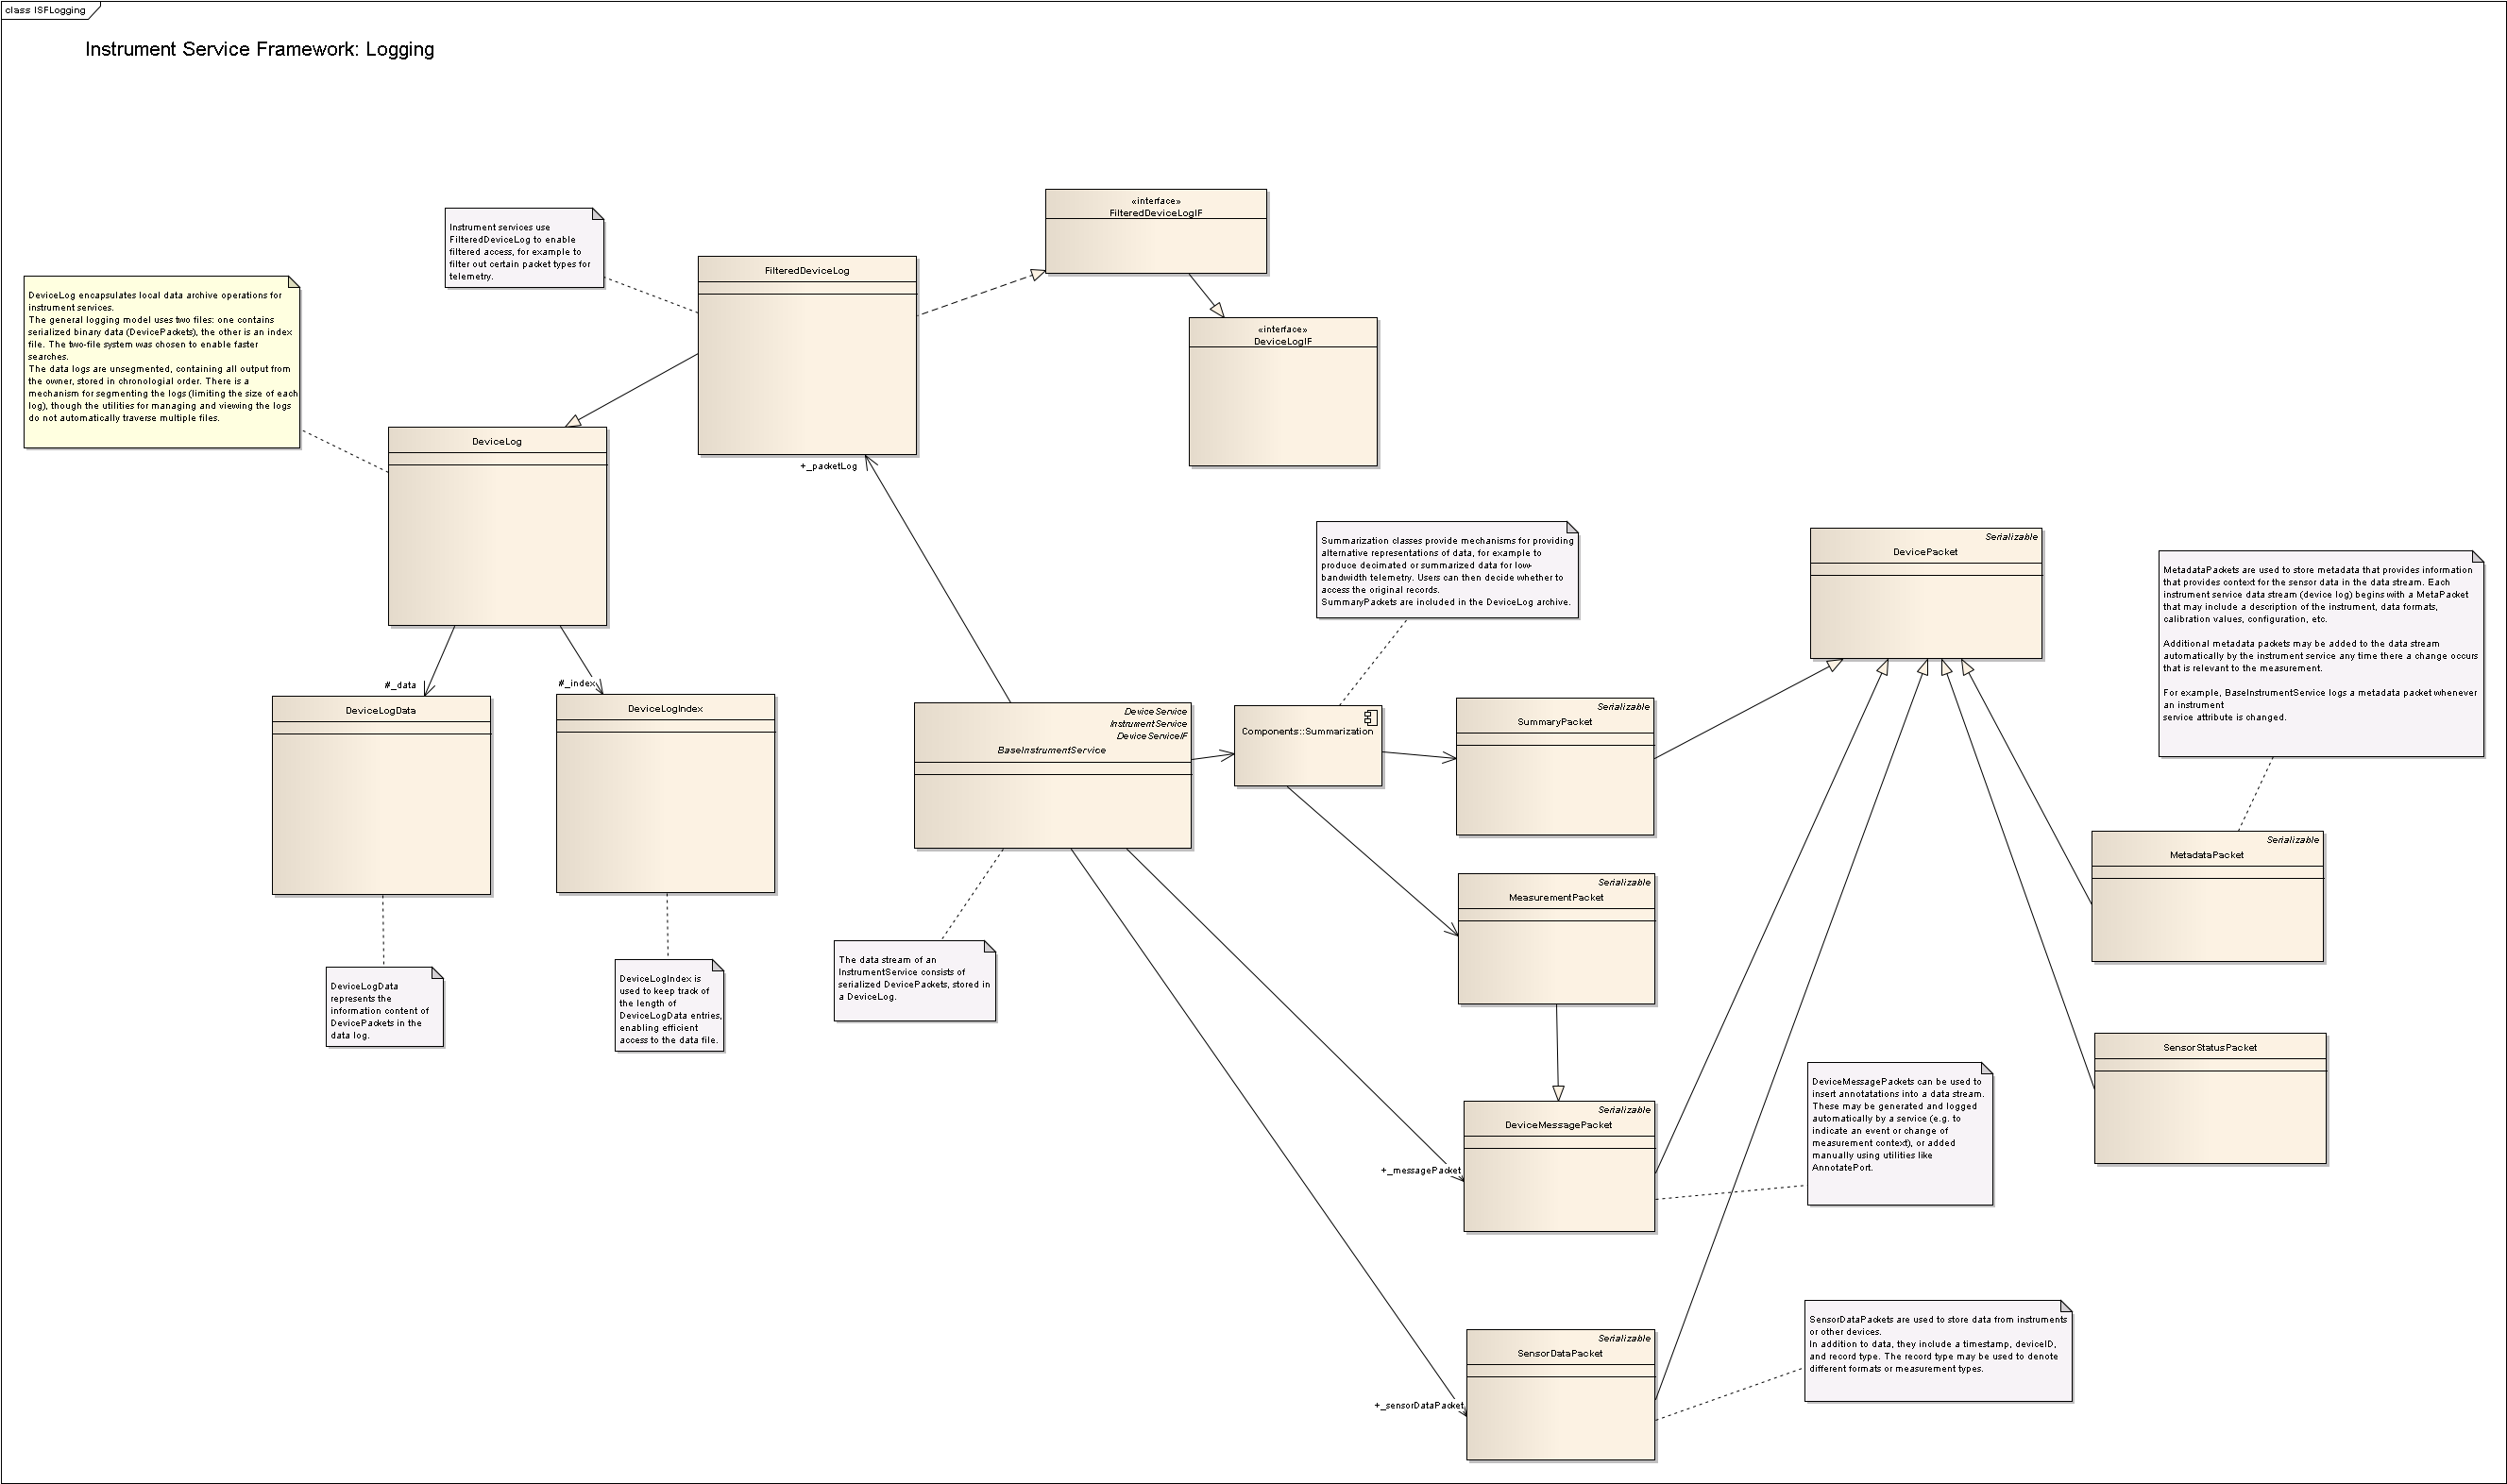 class ISFLogging
Instrument Service Framework: Logging
«interface»
FilteredDeviceLogIF
Instrument services use
FilteredDeviceLog to enable
filtered access, for example to
filter out certain packet types for
telemetry.
FilteredDeviceLog
DeviceLog encapsulates local data archive operations for
instrument services.
The general logging model uses two files: one contains
serialized binary data (DevicePackets), the other is an index
file. The two-file system was chosen to enable faster
searches.
The data logs are unsegmented, containing all output from
the owner, stored in chronologial order. There is a
mechanism for segmenting the logs (limiting the size of each
log), though the utilities for managing and viewing the logs
do not automatically traverse multiple files.
«interface»
DeviceLogIF
DeviceLog
+_packetLog
Summarization classes provide mechanisms for providing
alternative representations of data, for example to
produce decimated or summarized data for low-
bandwidth telemetry. Users can then decide whether to
access the original records.
SummaryPackets are included in the DeviceLog archive.
Serializable
DevicePacket
MetadataPackets are used to store metadata that provides information
that provides context for the sensor data in the data stream. Each
instrument service data stream (device log) begins with a MetaPacket
that may include a description of the instrument, data formats,
calibration values, configuration, etc.
Additional metadata packets may be added to the data stream
automatically by the instrument service any time there a change occurs
that is relevant to the measurement.
For example, BaseInstrumentService logs a metadata packet whenever
an instrument
service attribute is changed.
#_data
#_index
DeviceLogData
DeviceLogIndex
DeviceService
InstrumentService
DeviceServiceIF
BaseInstrumentService
Components::Summarization
Serializable
SummaryPacket
Serializable
MetadataPacket
Serializable
MeasurementPacket
The data stream of an
InstrumentService consists of
serialized DevicePackets, stored in
a DeviceLog.
DeviceLogData
represents the
information content of
DevicePackets in the
data log.
DeviceLogIndex is
used to keep track of
the length of
DeviceLogData entries,
enabling efficient
access to the data file.
SensorStatusPacket
DeviceMessagePackets can be used to
insert annotatations into a data stream.
These may be generated and logged
automatically by a service (e.g. to
indicate an event or change of
measurement context), or added
manually using utilities like
AnnotatePort.
Serializable
DeviceMessagePacket
+_messagePacket
SensorDataPackets are used to store data from instruments
or other devices.
In addition to data, they include a timestamp, deviceID,
and record type. The record type may be used to denote
different formats or measurement types.
Serializable
SensorDataPacket
+_sensorDataPacket